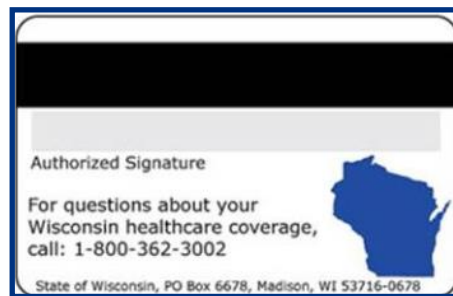 Authorized Signature
For questions about your
Wisconsin healthcare coverage,
call: 1-800-362-3002
State of Wisconsin, PO Box 6678, Madison, WI 53716-0678